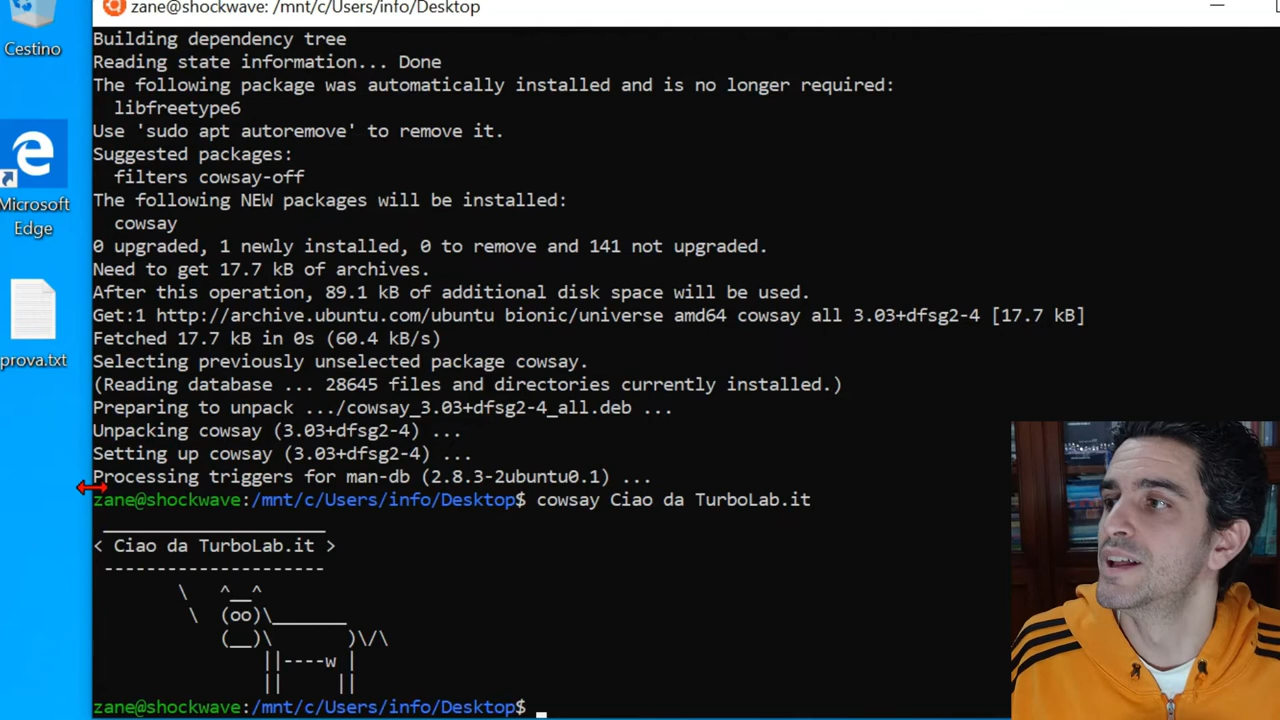 zane@shockwave: /mnt/c/Users/info/Desktop
Cestino
Microsoft
Edge
prova.txt
Building dependency tree
Reading state information... Done
The following package was automatically installed and is no longer required:
  libfreetype6
Use 'sudo apt autoremove' to remove it.
Suggested packages:
  filters cowsay-off
The following NEW packages will be installed:
  cowsay
0 upgraded, 1 newly installed, 0 to remove and 141 not upgraded.
Need to get 17.7 kB of archives.
After this operation, 89.1 kB of additional disk space will be used.
Get:1 http://archive.ubuntu.com/ubuntu bionic/universe amd64 cowsay all 3.03+dfsg2-4 [17.7 kB]
Fetched 17.7 kB in 0s (60.4 kB/s)
Selecting previously unselected package cowsay.
(Reading database ... 28645 files and directories currently installed.)
Preparing to unpack .../cowsay_3.03+dfsg2-4_all.deb ...
Unpacking cowsay (3.03+dfsg2-4) ...
Setting up cowsay (3.03+dfsg2-4) ...
Processing triggers for man-db (2.8.3-2ubuntu0.1) ...
zane@shockwave:/mnt/c/Users/info/Desktop$ cowsay Ciao da TurboLab.it
 _____________________
< Ciao da TurboLab.it >
 ---------------------
        \   ^__^
         \  (oo)\_______
            (__)\       )\/\
                ||----w |
                ||     ||
zane@shockwave:/mnt/c/Users/info/Desktop$